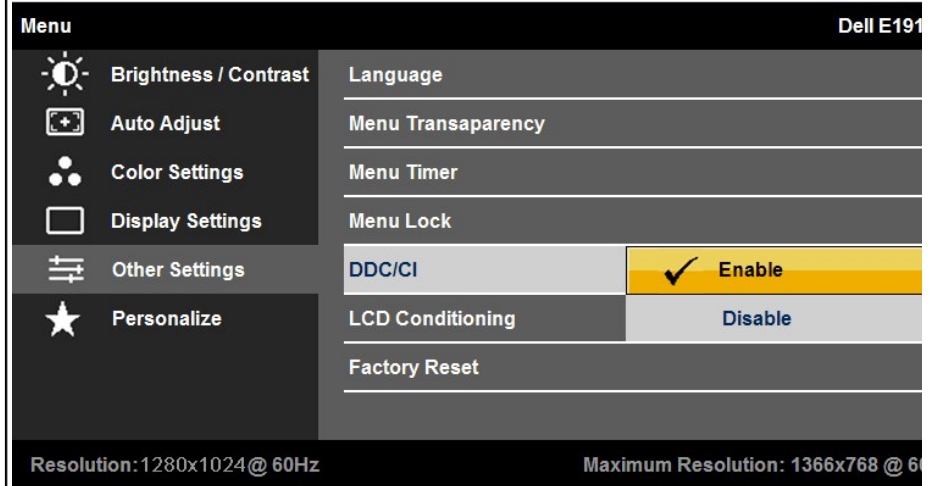 Menu Dell E191
Brightness / Contrast Language
Auto Adjust Menu Transaparency
Color Settings Menu Timer
Display Settings Menu Lock
Other Settings DDC/CI Enable
Personalize LCD Conditioning Disable
Factory Reset
Resolution:1280x1024@ 60Hz Maximum Resolution: 1366x768 @ 6